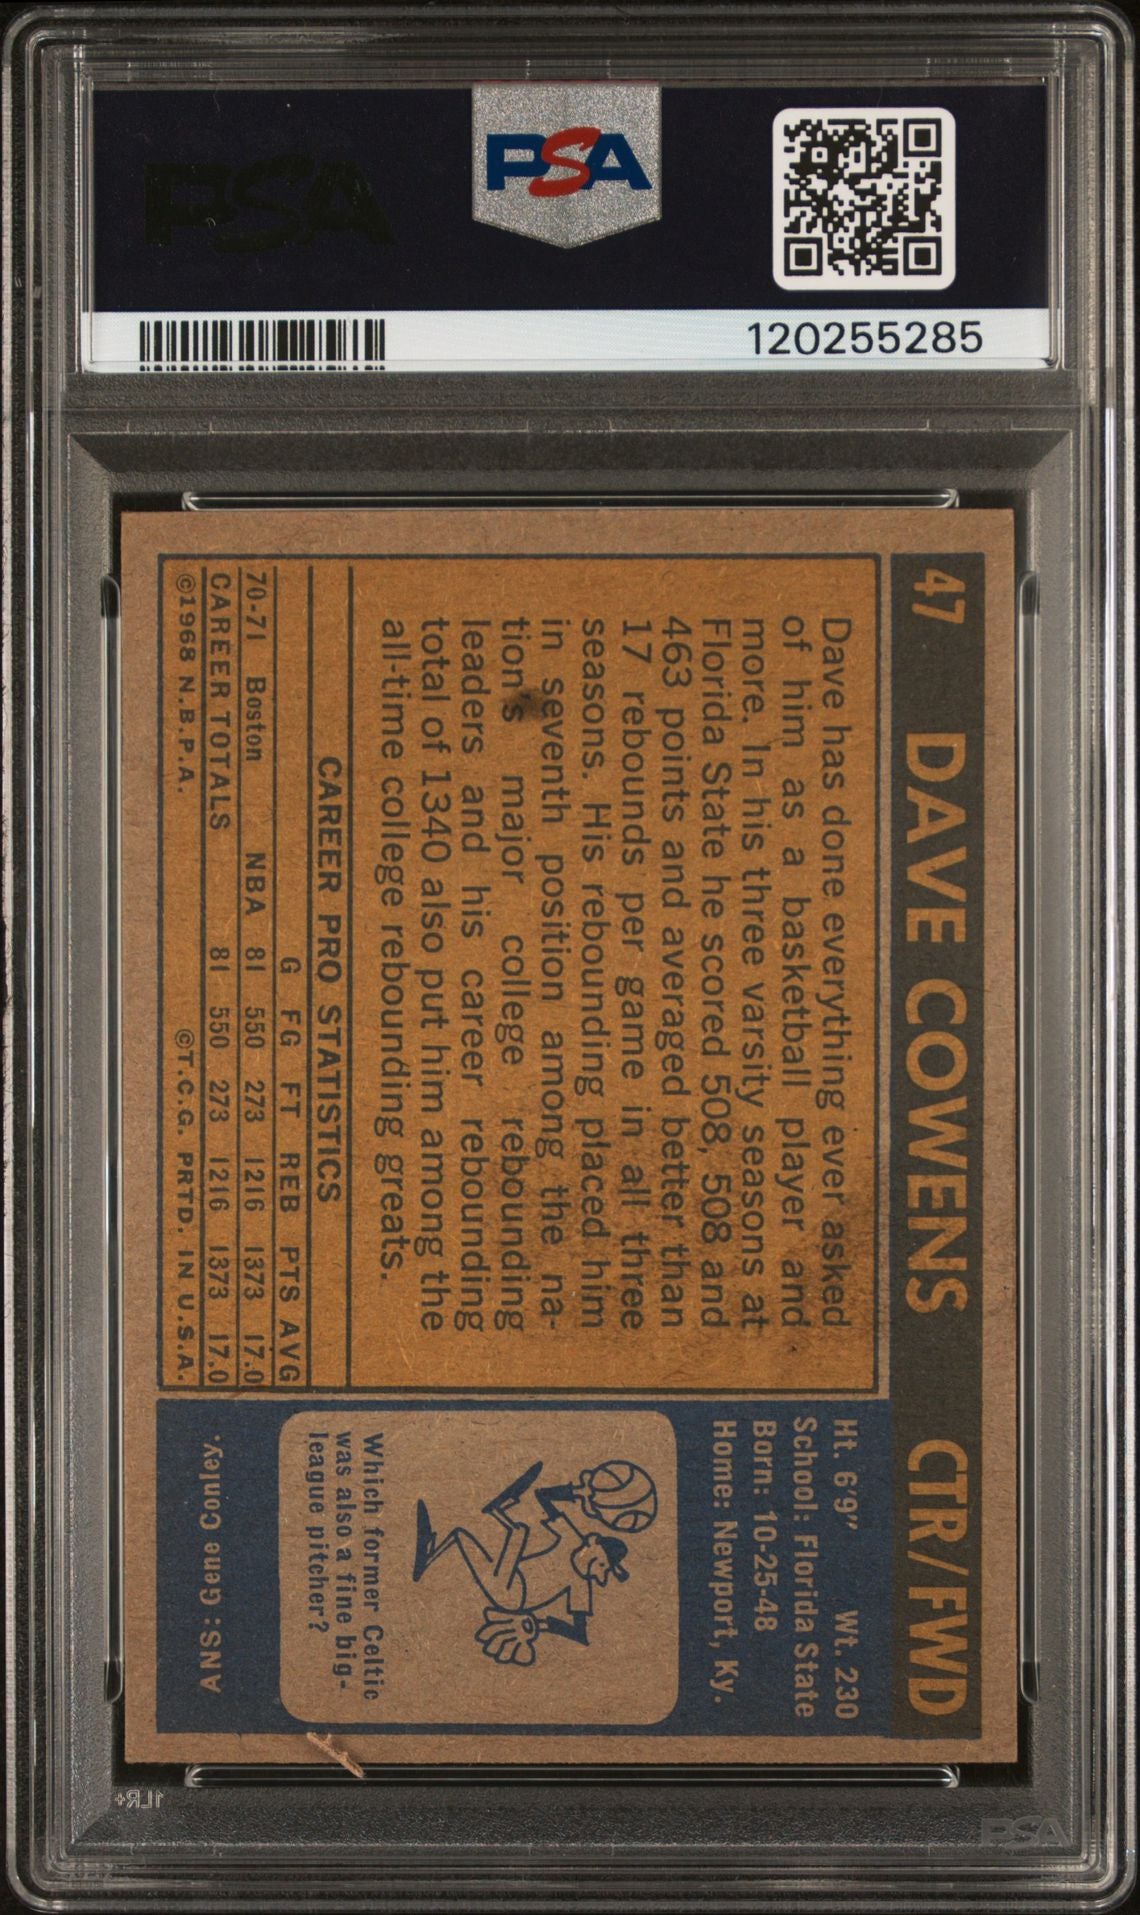 PSA
PSA
120255285
47 DAVE COWENS CTR/FWD
Dave has done everything ever asked
of him as a basketball player and
more. In his three varsity seasons at
Florida State he scored 508, 508 and
463 points and averaged better than
17 rebounds per game in all three
seasons. His rebounding placed him
in seventh position among the na-
tion's major college rebounding
leaders and his career rebounding
total of 1340 also put him among the
all-time college rebounding greats.
CAREER PRO STATISTICS
G FG FT REB PTS AVG
70-71 Boston NBA 81 550 273 1216 1373 17.0
CAREER TOTALS 81 550 273 1216 1373 17.0
©1968 N.B.P.A. ©T.C.G. PRTD. IN U.S.A.
Ht. 6'9" Wt. 230
School: Florida State
Born: 10-25-48
Home: Newport, Ky.
Which former Celtic
was also a fine big-
league pitcher?
ANS: Gene Conley.
1LR+
PSA